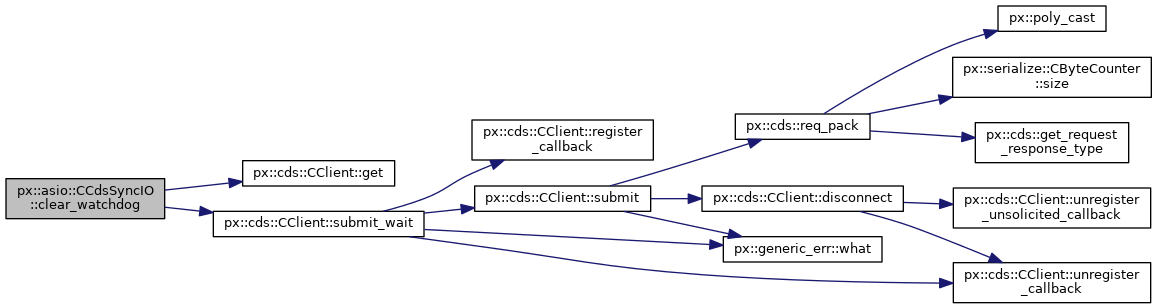 px::asio::CCdsSyncIO
::clear_watchdog
px::cds::CClient::get
px::cds::CClient::submit_wait
px::cds::CClient::register
_callback
px::cds::CClient::submit
px::generic_err::what
px::cds::CClient::disconnect
px::cds::req_pack
px::poly_cast
px::serialize::CByteCounter
::size
px::cds::get_request
_response_type
px::cds::CClient::unregister
_unsolicited_callback
px::cds::CClient::unregister
_callback